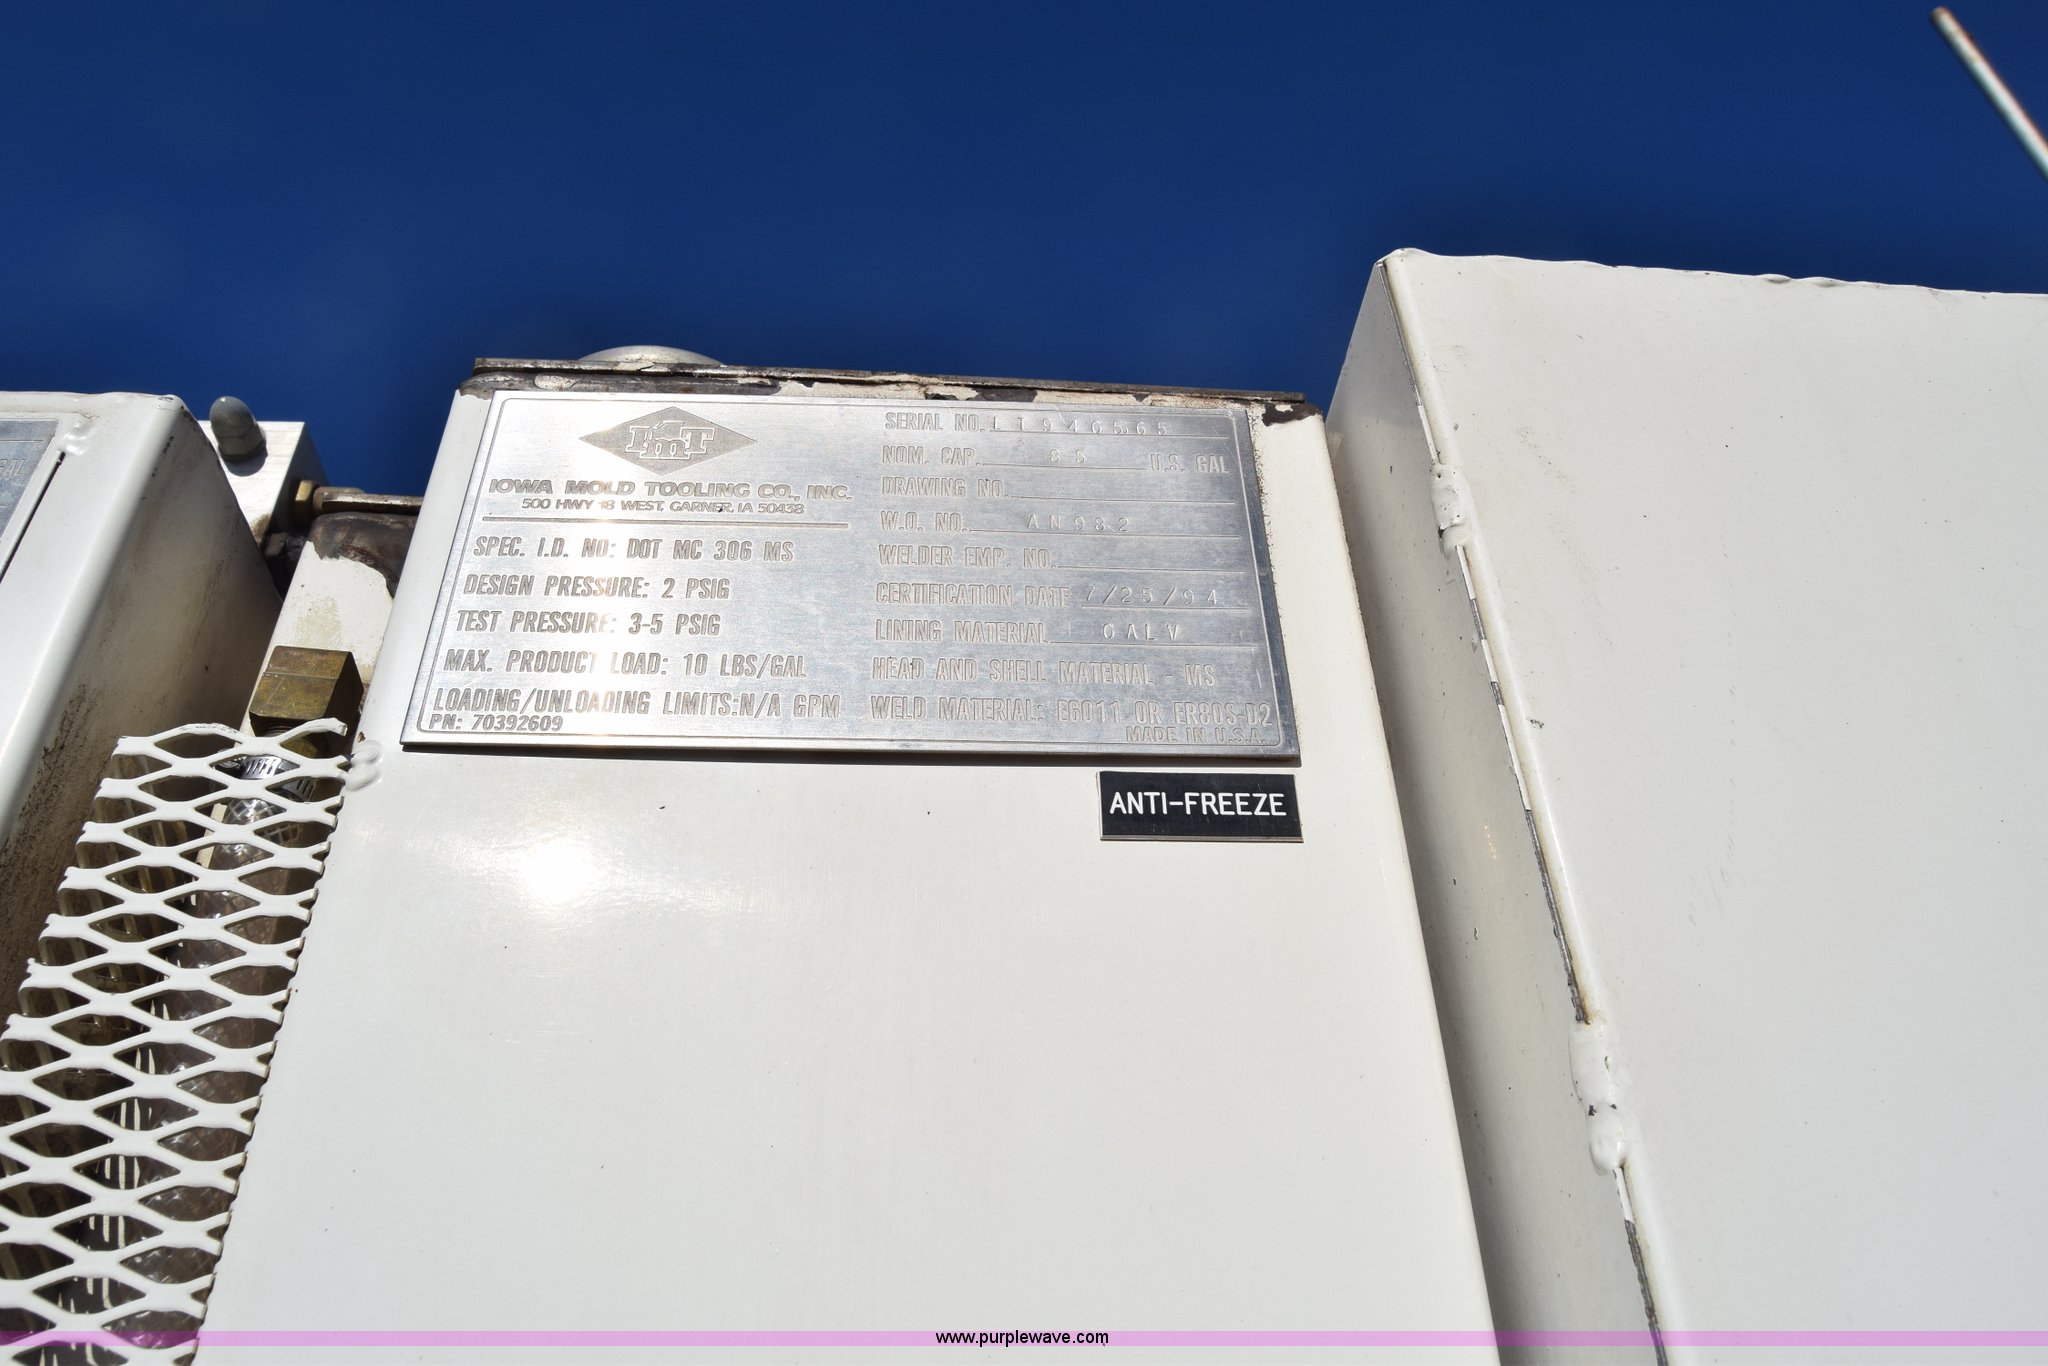 GAL
ImT
IOWA MOLD TOOLING CO., INC.
500 HWY 18 WEST, GARNER, IA 50438
SPEC. I.D. NO: DOT MC 306 MS
DESIGN PRESSURE: 2 PSIG
TEST PRESSURE: 3-5 PSIG
MAX. PRODUCT LOAD: 10 LBS/GAL
LOADING/UNLOADING LIMITS:N/A GPM
PN: 70392609
SERIAL NO. LT940565
NOM. CAP. 85 U.S. GAL
DRAWING NO.
W.O. NO. AN982
WELDER EMP. NO.
CERTIFICATION DATE 7/25/94
LINING MATERIAL GALV
HEAD AND SHELL MATERIAL - MS
WELD MATERIAL: E6011 OR ER80S-D2
MADE IN U.S.A.
ANTI-FREEZE
www.purplewave.com